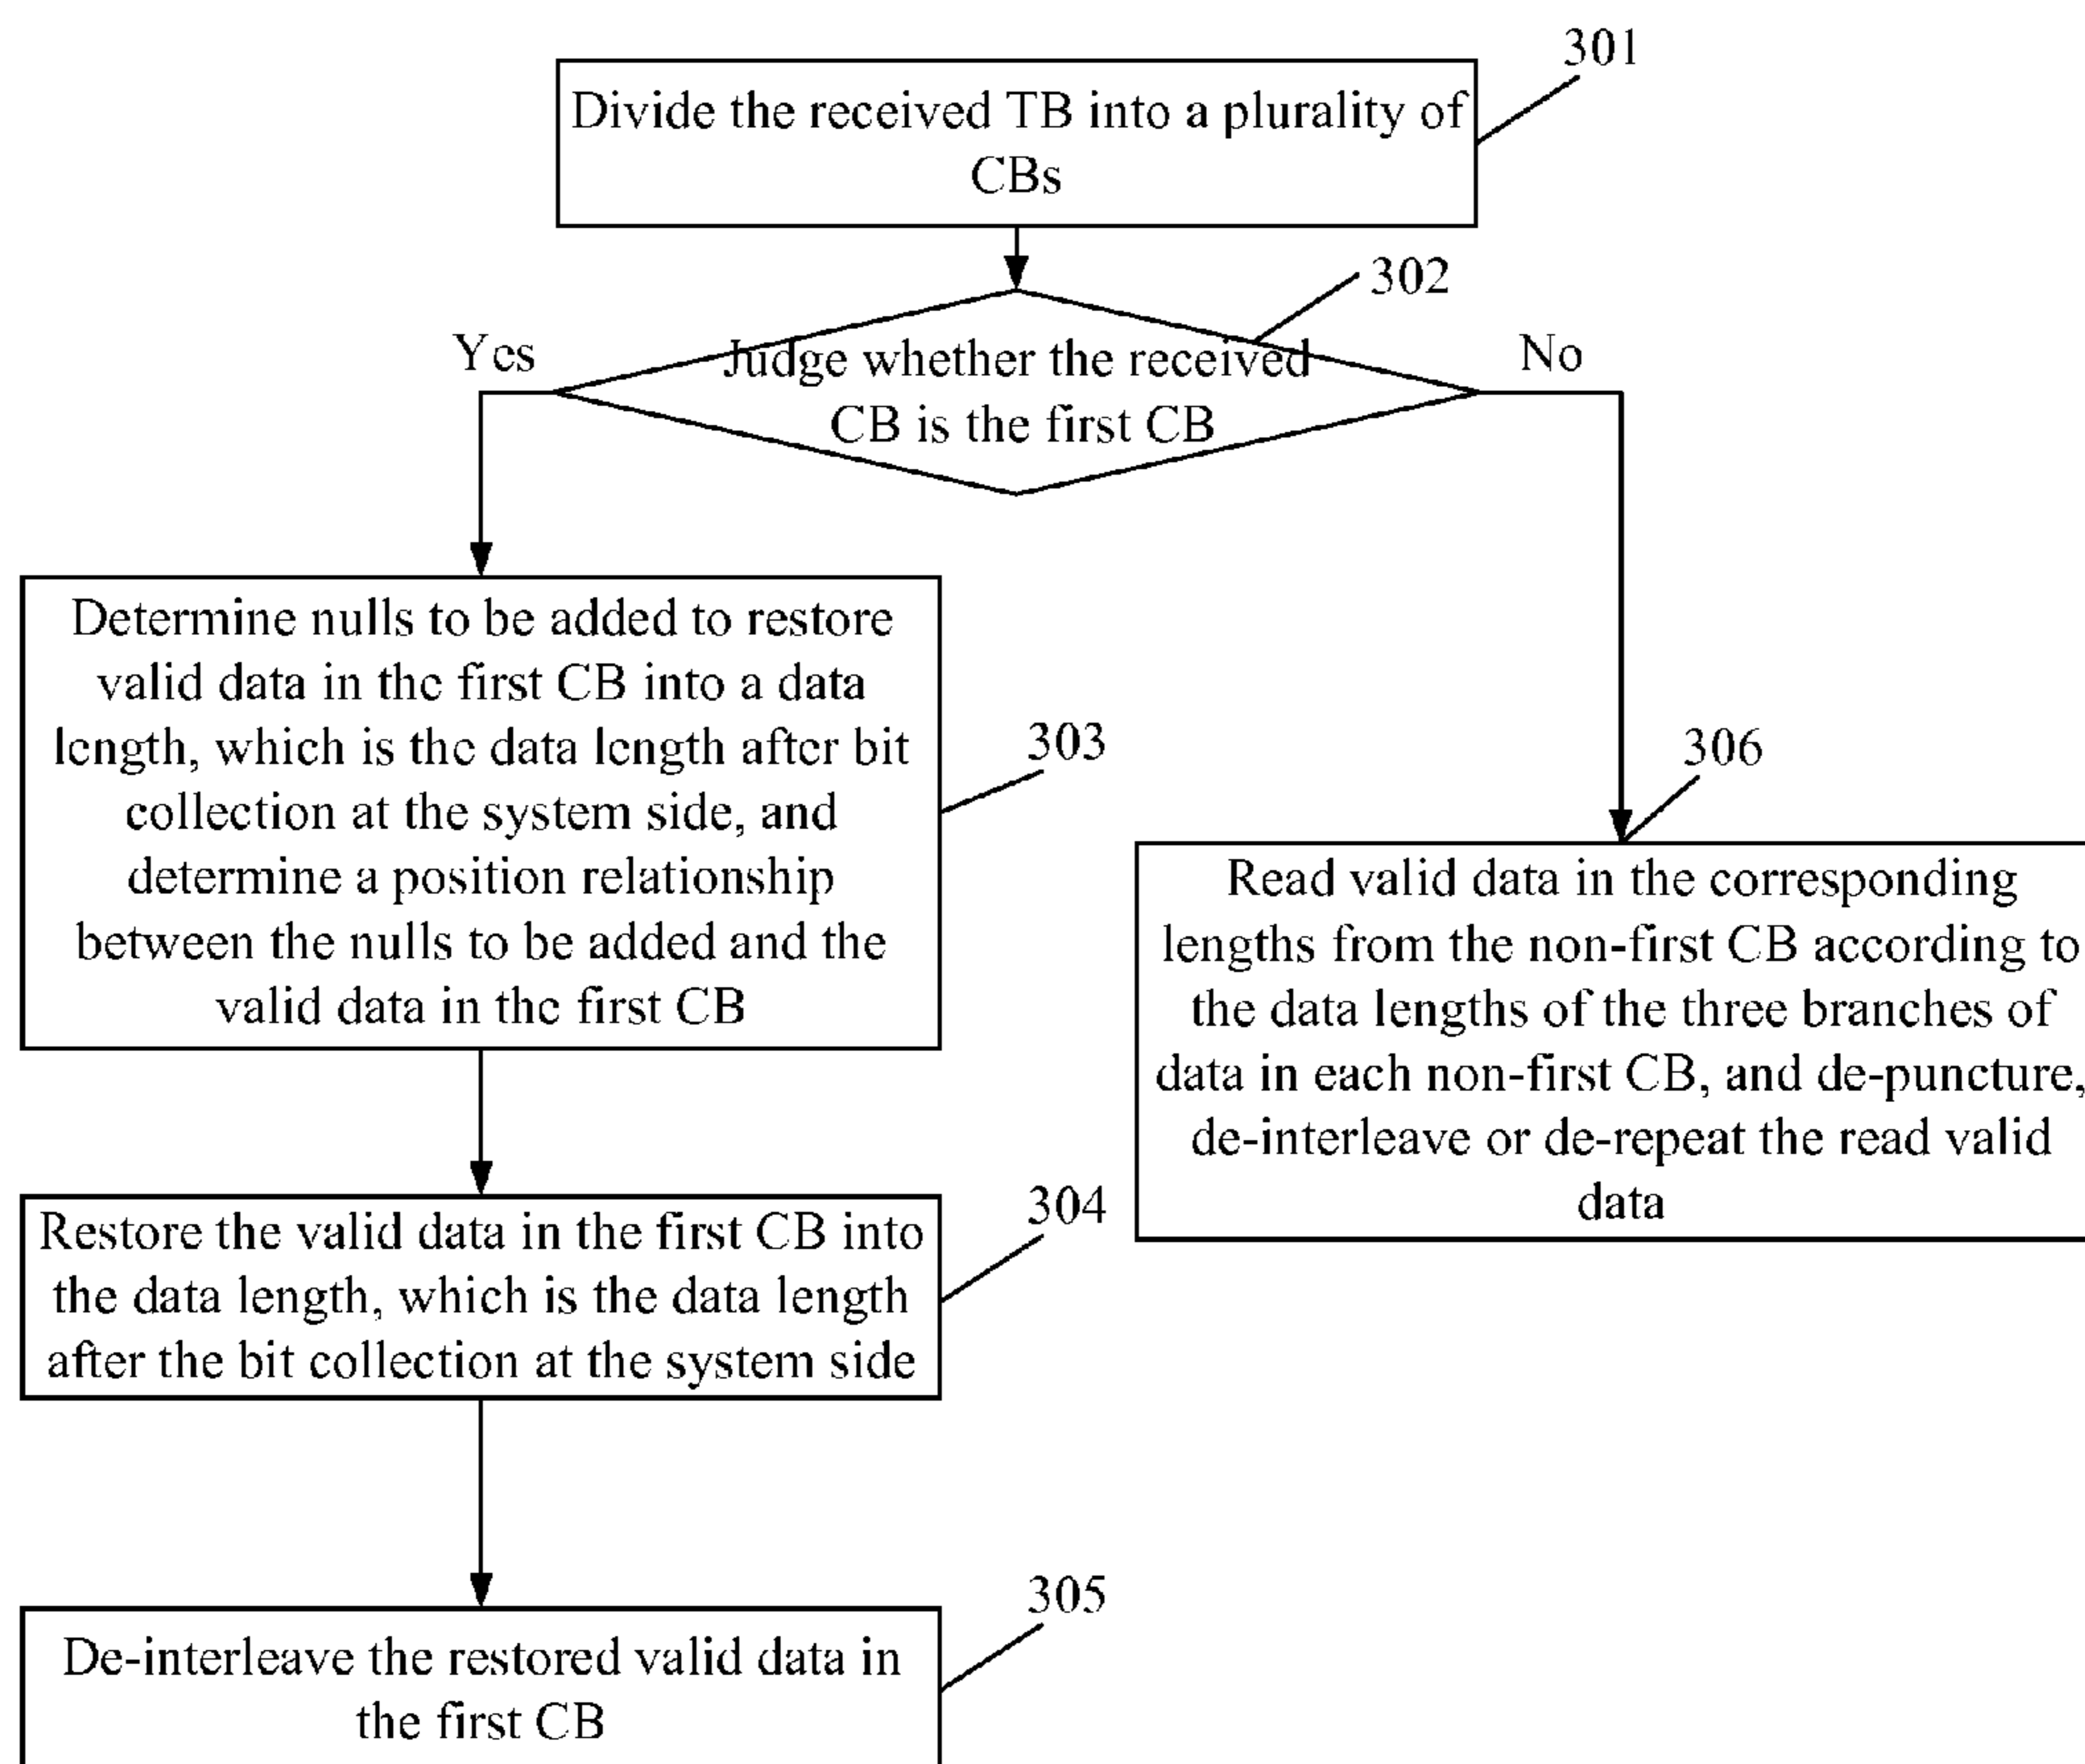 301
Divide the received TB into a plurality of
CBs
302
Yes
No
Judge whether the received
CB is the first CB
Determine nulls to be added to restore
valid data in the first CB into a data
length, which is the data length after bit
collection at the system side, and
determine a position relationship
between the nulls to be added and the
valid data in the first CB
303
306
Read valid data in the corresponding
lengths from the non-first CB according to
the data lengths of the three branches of
data in each non-first CB, and de-puncture,
de-interleave or de-repeat the read valid
data
Restore the valid data in the first CB into
the data length, which is the data length
after the bit collection at the system side
304
De-interleave the restored valid data in
the first CB
305